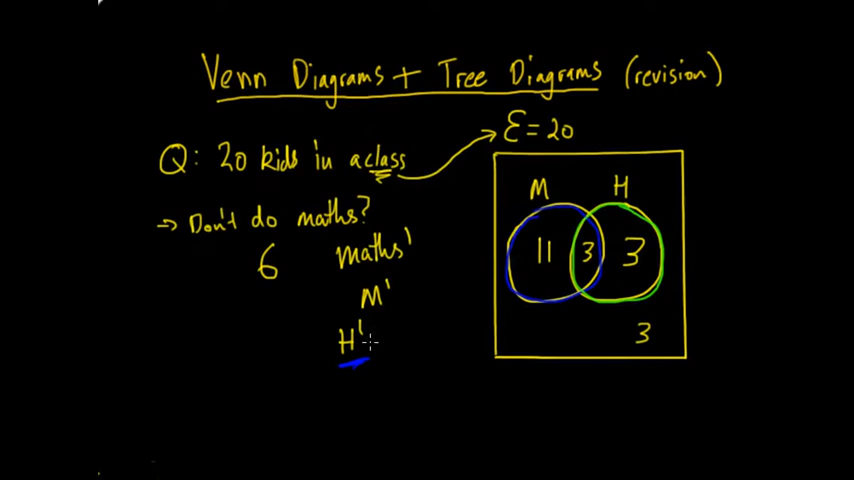 Venn Diagrams + Tree Diagrams (revision)
ℰ = 20
Q: 20 kids in a class
→ Don't do maths?
6 maths'
M'
H'
M H
11 3 3
3